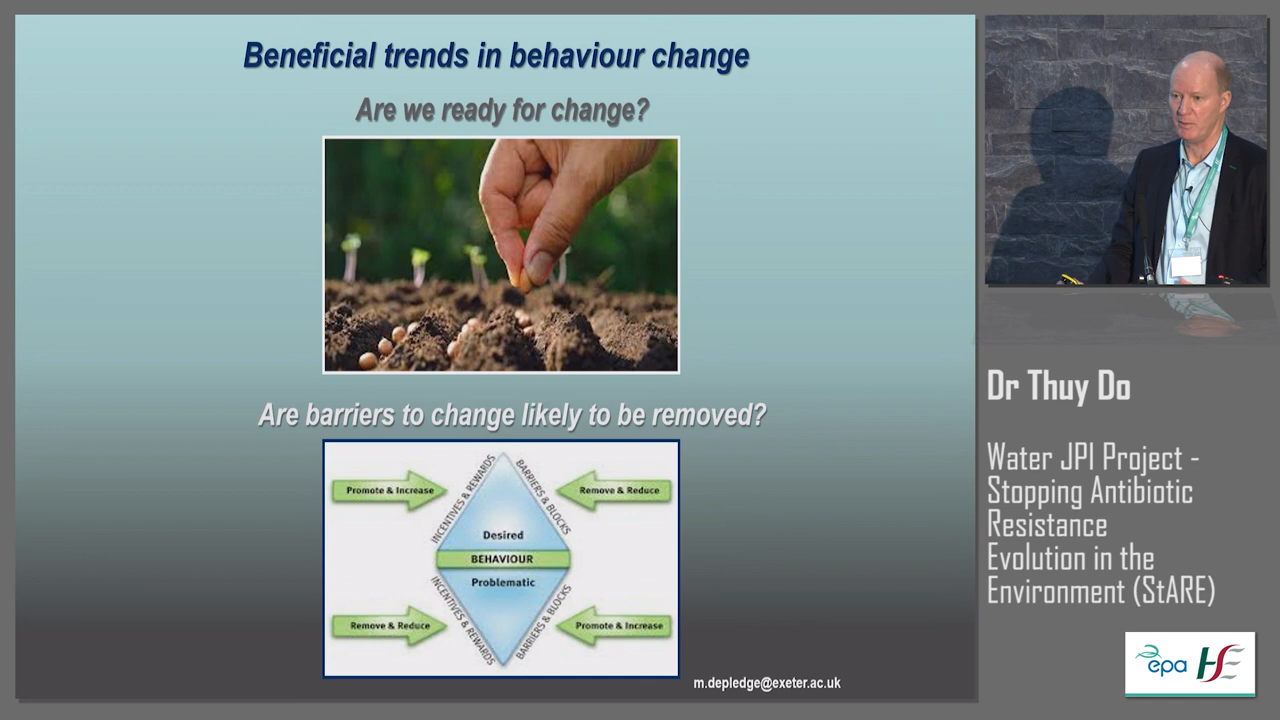 Beneficial trends in behaviour change
Are we ready for change?
Are barriers to change likely to be removed?
Promote & Increase
INCENTIVES & REWARDS
BARRIERS & BLOCKS
Remove & Reduce
Desired
BEHAVIOUR
Problematic
Remove & Reduce
INCENTIVES & REWARDS
BARRIERS & BLOCKS
Promote & Increase
m.depledge@exeter.ac.uk
Dr Thuy Do
Water JPI Project -
Stopping Antibiotic
Resistance
Evolution in the
Environment (StARE)
epa HSE